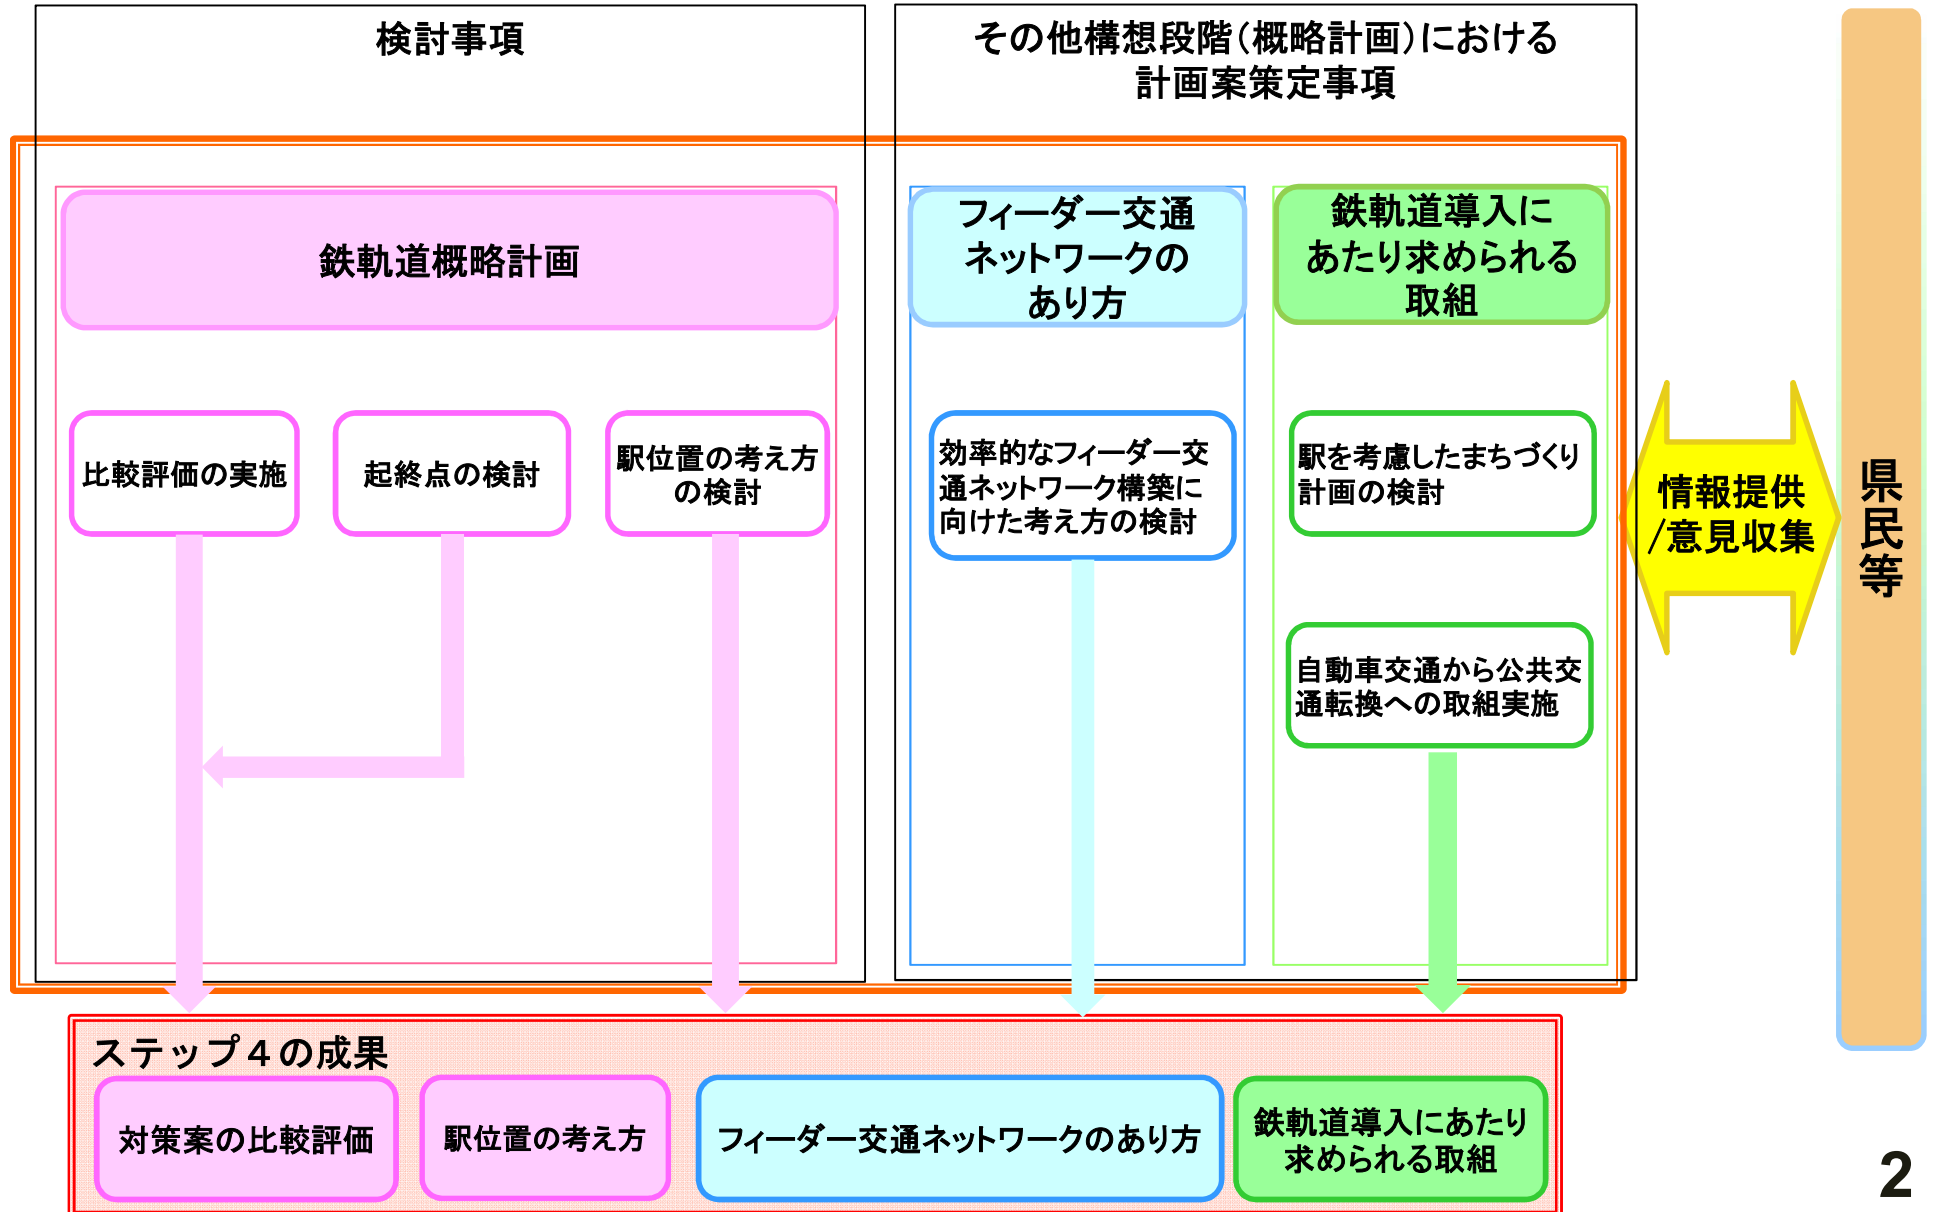 検討事項
その他構想段階（概略計画）における
計画案策定事項
鉄軌道概略計画
フィーダー交通
ネットワークの
あり方
鉄軌道導入に
あたり求められる
取組
比較評価の実施
起終点の検討
駅位置の考え方
の検討
効率的なフィーダー交
通ネットワーク構築に
向けた考え方の検討
駅を考慮したまちづくり
計画の検討
自動車交通から公共交
通転換への取組実施
情報提供
/意見収集
県民等
ステップ４の成果
対策案の比較評価
駅位置の考え方
フィーダー交通ネットワークのあり方
鉄軌道導入にあたり
求められる取組
2